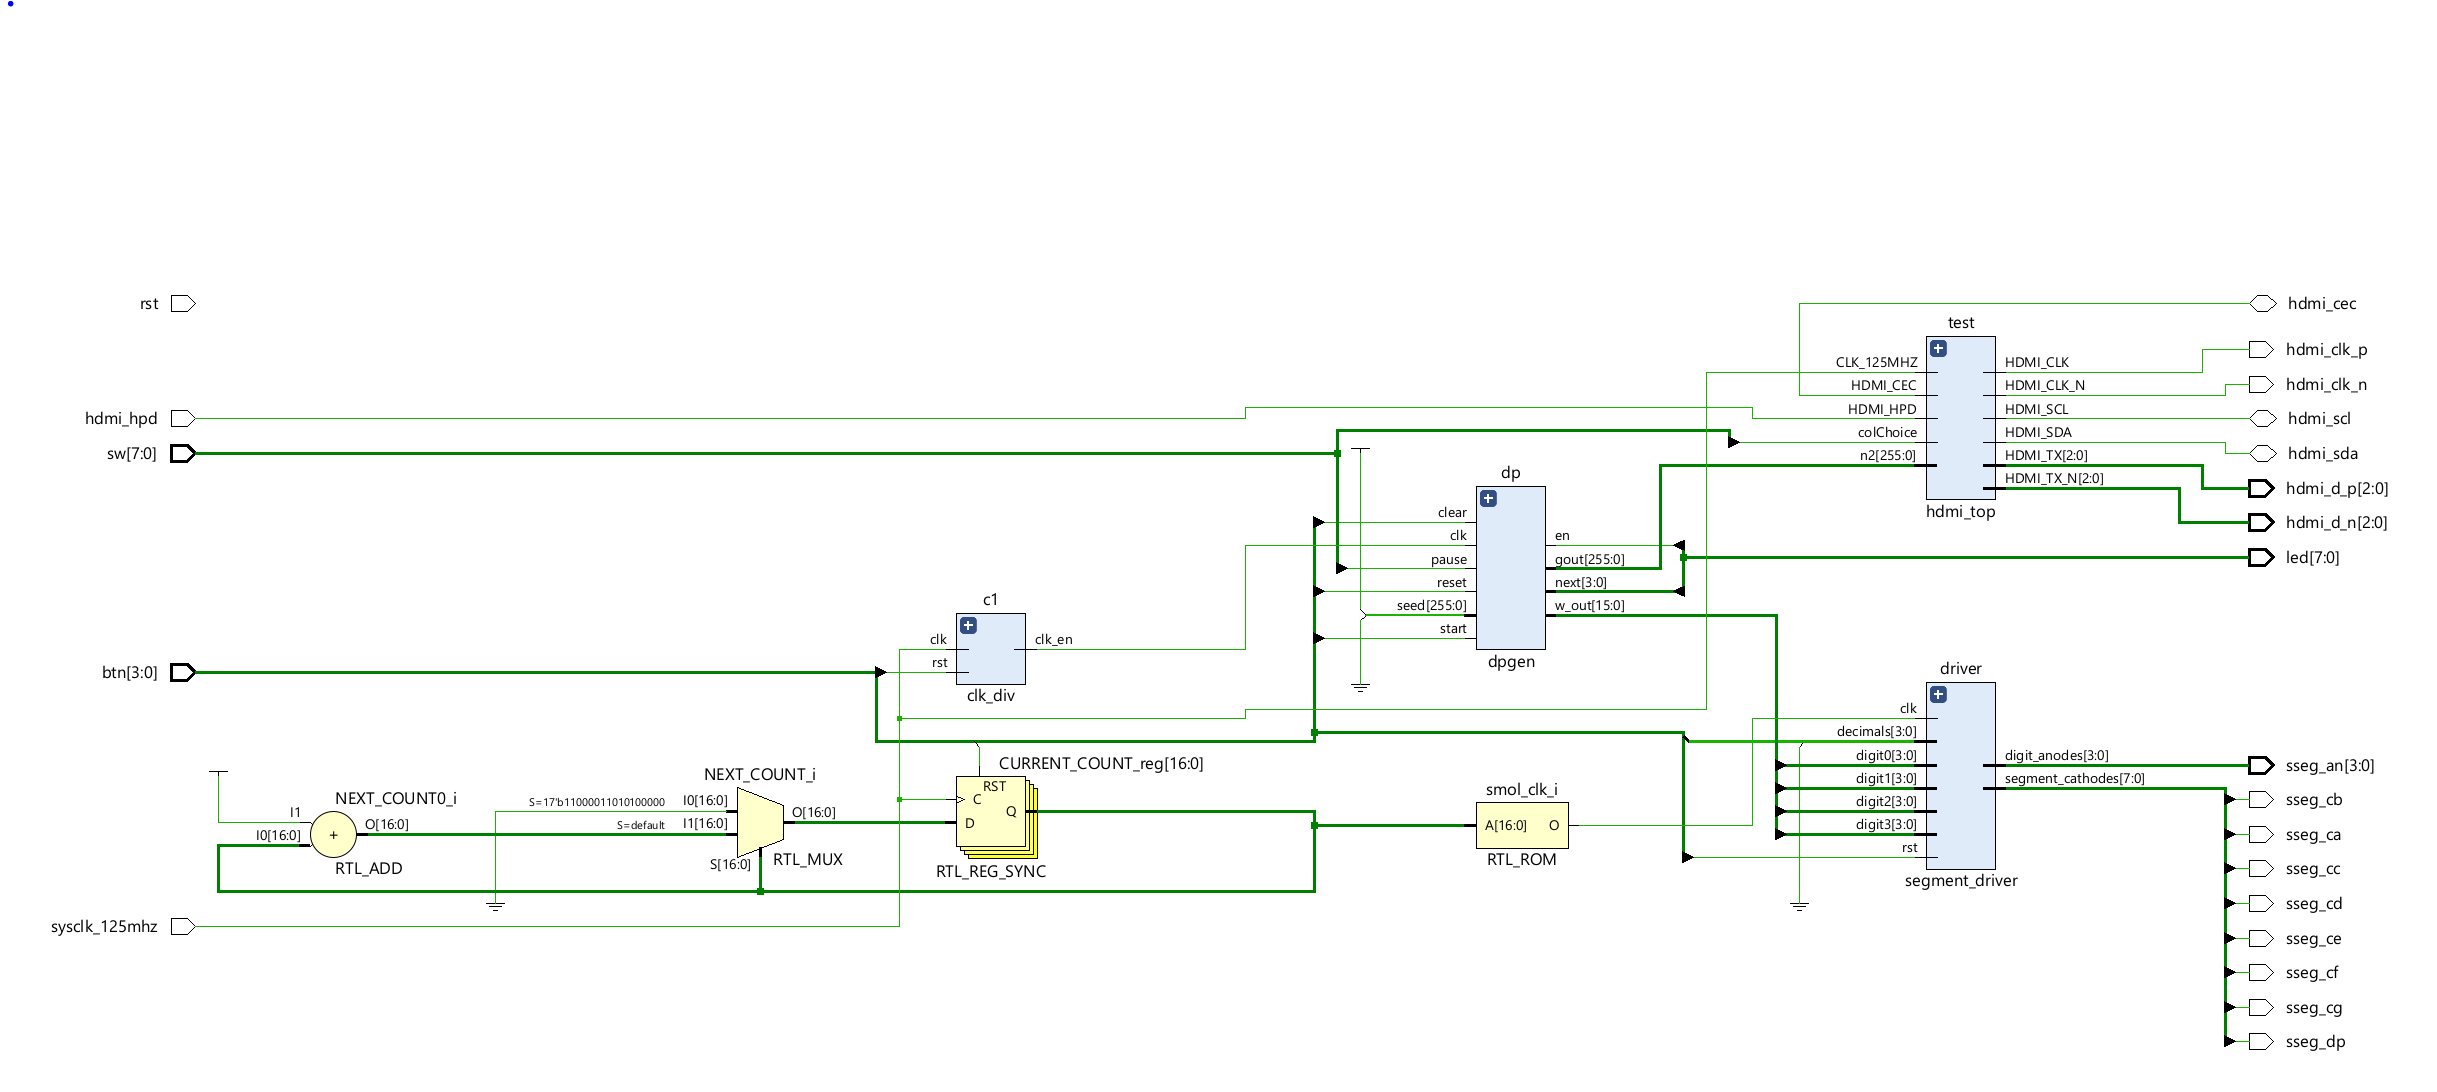 rst
hdmi_hpd
sw[7:0]
btn[3:0]
sysclk_125mhz
NEXT_COUNT0_i
I1
I0[16:0]
+
O[16:0]
RTL_ADD
NEXT_COUNT_i
S=17'b11000011010100000
I0[16:0]
S=default
I1[16:0]
O[16:0]
S[16:0]
RTL_MUX
c1
clk
rst
clk_en
clk_div
CURRENT_COUNT_reg[16:0]
RST
C
D
Q
RTL_REG_SYNC
dp
clear
clk
pause
reset
seed[255:0]
start
en
gout[255:0]
next[3:0]
w_out[15:0]
dpgen
smol_clk_i
A[16:0]
O
RTL_ROM
test
CLK_125MHZ
HDMI_CEC
HDMI_HPD
colChoice
n2[255:0]
HDMI_CLK
HDMI_CLK_N
HDMI_SCL
HDMI_SDA
HDMI_TX[2:0]
HDMI_TX_N[2:0]
hdmi_top
driver
clk
decimals[3:0]
digit0[3:0]
digit1[3:0]
digit2[3:0]
digit3[3:0]
rst
digit_anodes[3:0]
segment_cathodes[7:0]
segment_driver
hdmi_cec
hdmi_clk_p
hdmi_clk_n
hdmi_scl
hdmi_sda
hdmi_d_p[2:0]
hdmi_d_n[2:0]
led[7:0]
sseg_an[3:0]
sseg_cb
sseg_ca
sseg_cc
sseg_cd
sseg_ce
sseg_cf
sseg_cg
sseg_dp